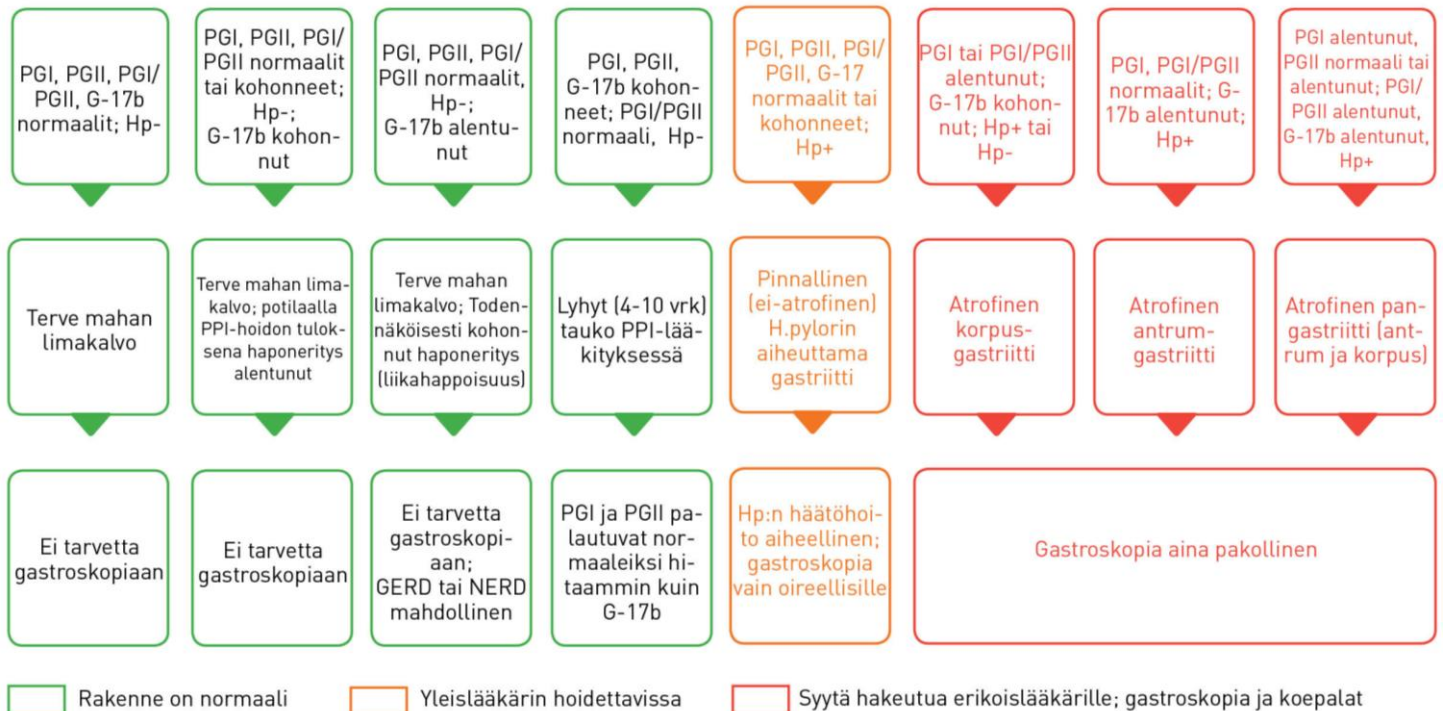 PGI, PGII, PGI/
PGII, G-17b
normaalit; Hp-
PGI, PGII, PGI/
PGII normaalit
tai kohonneet;
Hp-;
G-17b kohon-
nut
PGI, PGII, PGI/
PGII normaalit,
Hp-;
G-17b alentu-
nut
PGI, PGII,
G-17b kohon-
neet; PGI/PGII
normaali, Hp-
PGI, PGII, PGI/
PGII, G-17
normaalit tai
kohonneet;
Hp+
PGI tai PGI/PGII
alentunut;
G-17b kohon-
nut; Hp+ tai
Hp-
PGI, PGI/PGII
normaalit; G-
17b alentunut;
Hp+
PGI alentunut,
PGII normaali tai
alentunut; PGI/
PGII alentunut,
G-17b alentunut,
Hp+
Terve mahan
limakalvo
Terve mahan lima-
kalvo; potilaalla
PPI-hoidon tulok-
sena haponeritys
alentunut
Terve mahan
limakalvo; Toden-
näköisesti kohon-
nut haponeritys
(liikahappoisuus)
Lyhyt (4-10 vrk)
tauko PPI-lää-
kityksessä
Pinnallinen
(ei-atrofinen)
H.pylorin
aiheuttama
gastriitti
Atrofinen
korpus-
gastriitti
Atrofinen
antrum-
gastriitti
Atrofinen pan-
gastriitti (ant-
rum ja korpus)
Ei tarvetta
gastroskopiaan
Ei tarvetta
gastroskopiaan
Ei tarvetta
gastroskopi-
aan;
GERD tai NERD
mahdollinen
PGI ja PGII pa-
lautuvat nor-
maaleiksi hi-
taammin kuin
G-17b
Hp:n häätöhoi-
to aiheellinen;
gastroskopia
vain oireellisille
Gastroskopia aina pakollinen
Rakenne on normaali
Yleislääkärin hoidettavissa
Syytä hakeutua erikoislääkärille; gastroskopia ja koepalat